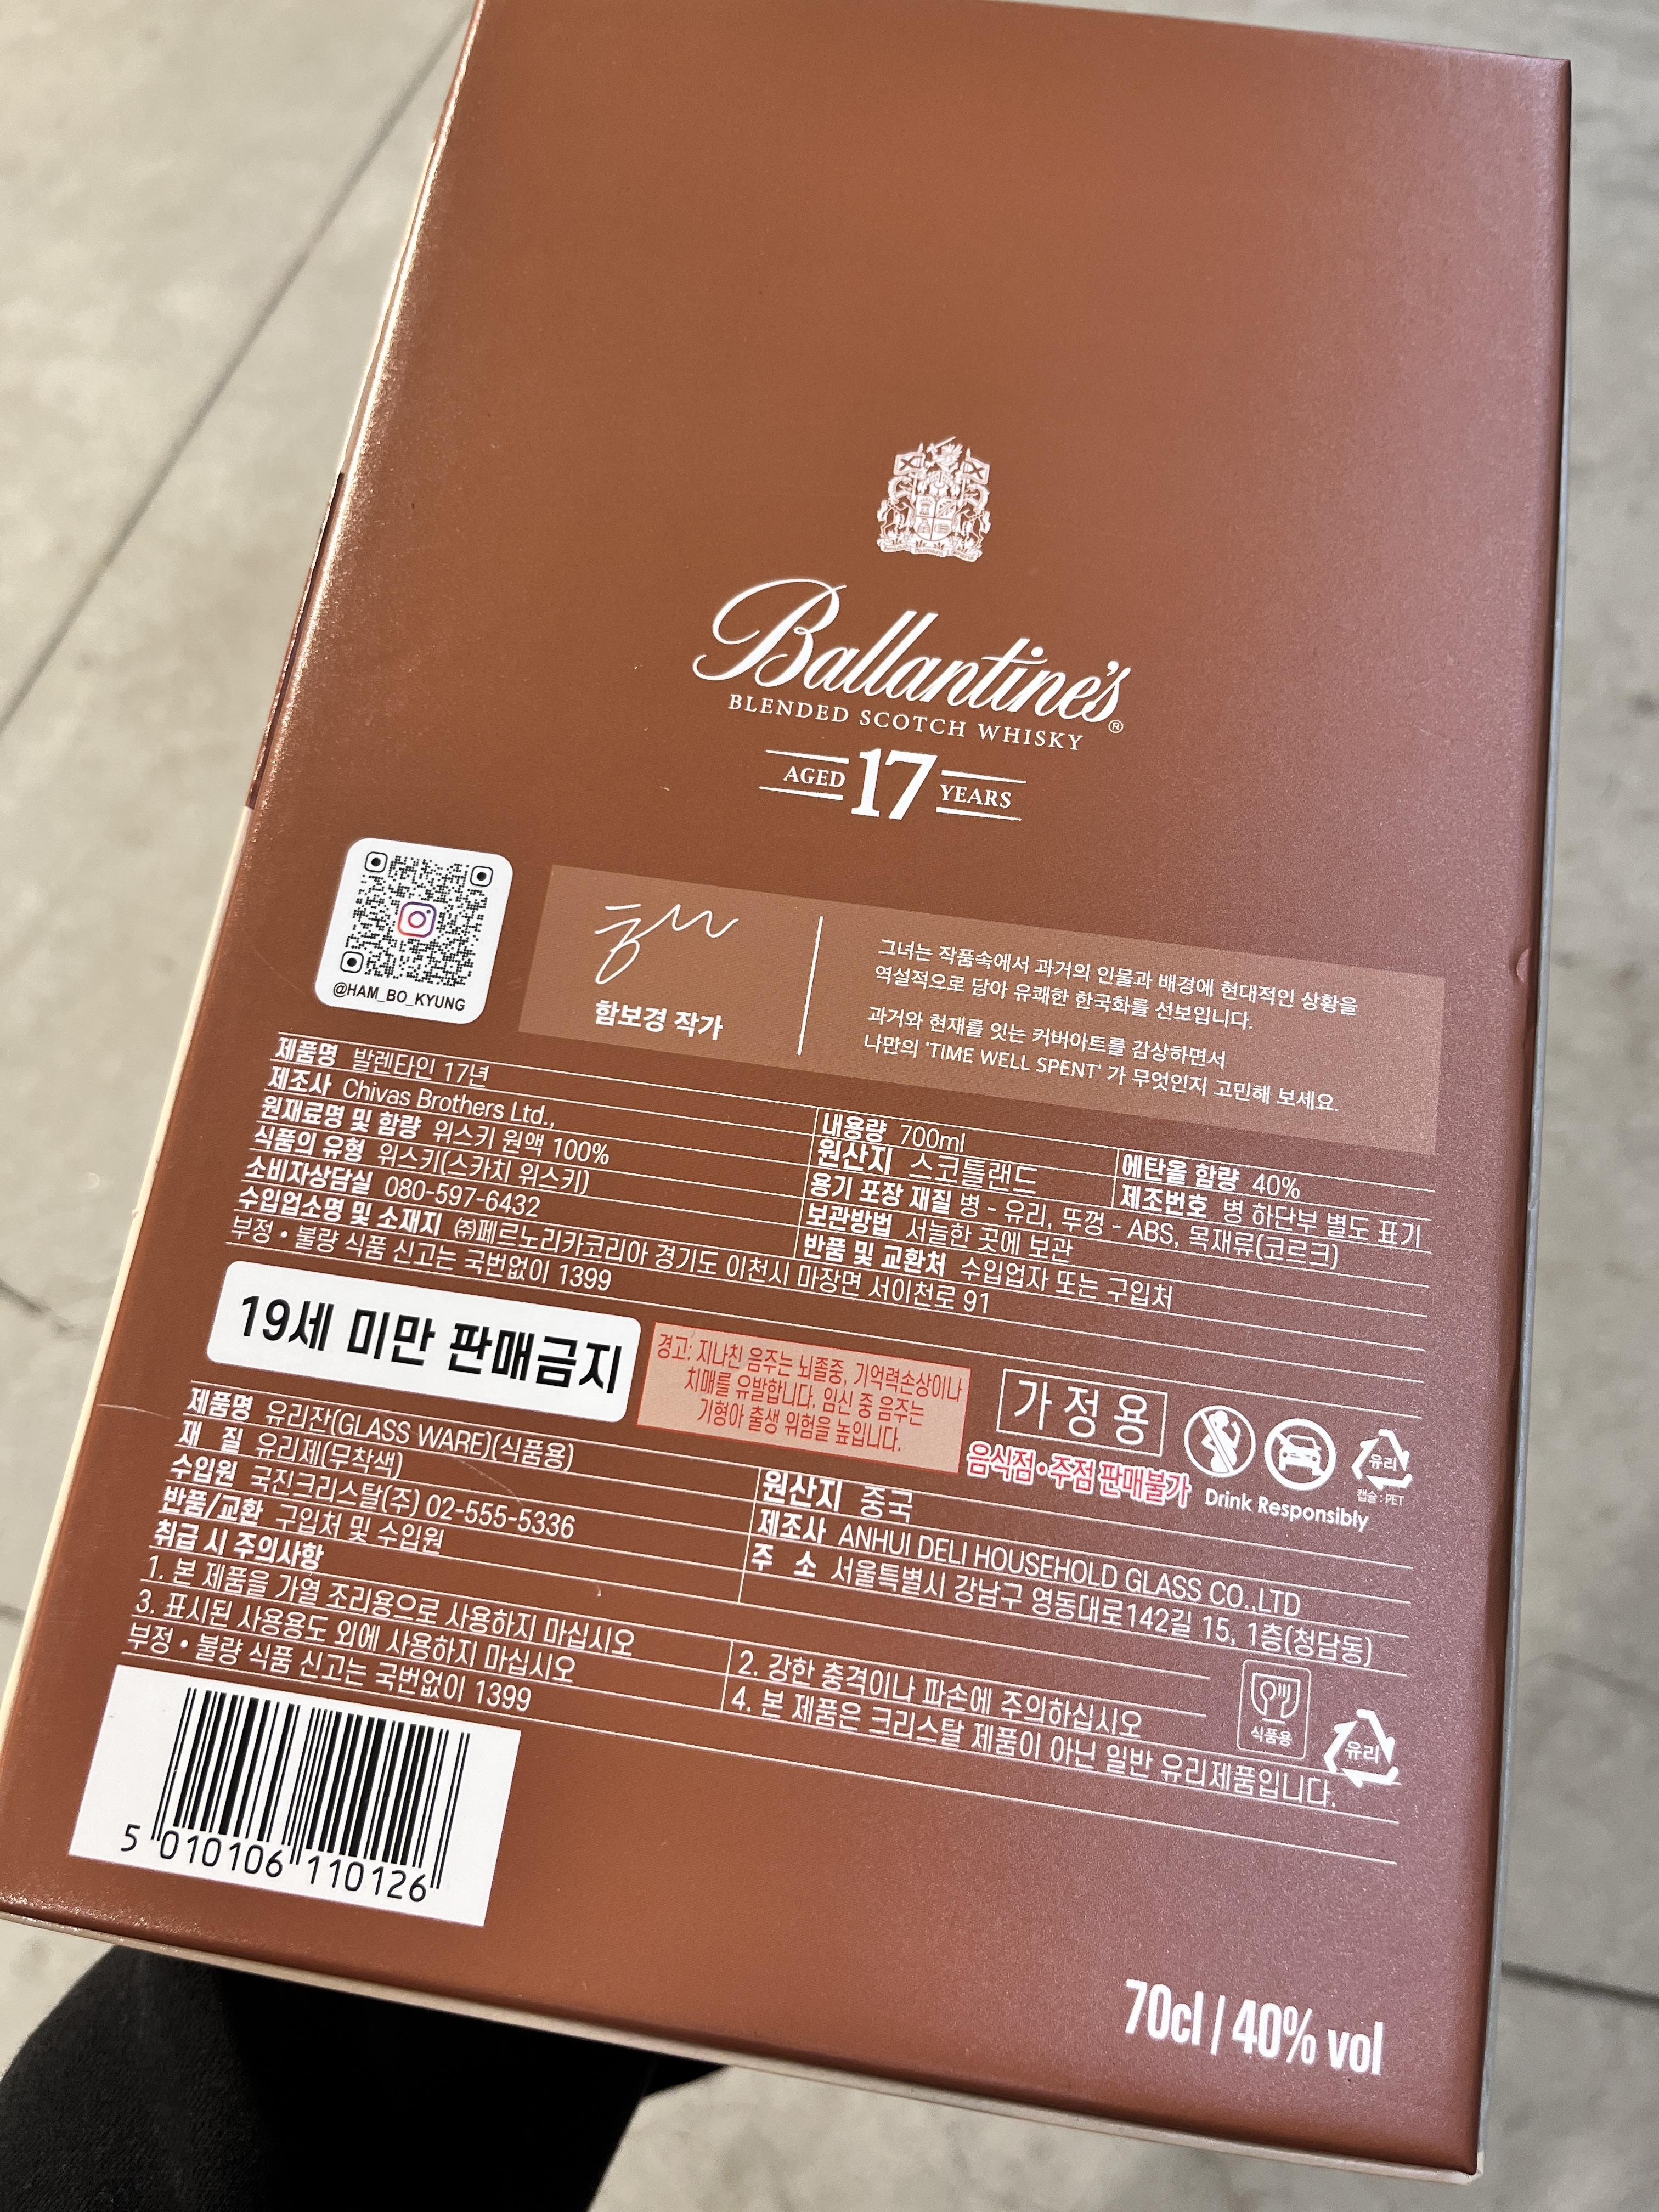 Ballantine's®
BLENDED SCOTCH WHISKY
AGED 17 YEARS
@HAM_BO_KYUNG
함보경 작가
그녀는 작품속에서 과거의 인물과 배경에 현대적인 상황을
역설적으로 담아 유쾌한 한국화를 선보입니다.
과거와 현재를 잇는 커버아트를 감상하면서
나만의 'TIME WELL SPENT' 가 무엇인지 고민해 보세요.
제품명 발렌타인 17년
내용량 700ml
에탄올 함량 40%
제조사 Chivas Brothers Ltd.,
원산지 스코틀랜드
제조번호 병 하단부 별도 표기
원재료명 및 함량 위스키 원액 100%
용기 포장 재질 병 - 유리, 뚜껑 - ABS, 목재류(코르크)
식품의 유형 위스키(스카치 위스키)
보관방법 서늘한 곳에 보관
소비자상담실 080-597-6432
반품 및 교환처 수입업자 또는 구입처
수입업소명 및 소재지 ㈜페르노리카코리아 경기도 이천시 마장면 서이천로 91
부정•불량 식품 신고는 국번없이 1399
19세 미만 판매금지
경고: 지나친 음주는 뇌졸중, 기억력손상이나
치매를 유발합니다. 임신 중 음주는
기형아 출생 위험을 높입니다.
가정용
음식점•주점 판매불가
Drink Responsibly
유리
캡슐 : PET
제품명 유리잔(GLASS WARE)(식품용)
원산지 중국
재 질 유리제(무착색)
제조사 ANHUI DELI HOUSEHOLD GLASS CO.,LTD
수입원 국진크리스탈(주) 02-555-5336
주 소 서울특별시 강남구 영동대로142길 15, 1층(청담동)
반품/교환 구입처 및 수입원
취급 시 주의사항
1. 본 제품을 가열 조리용으로 사용하지 마십시오
2. 강한 충격이나 파손에 주의하십시오
3. 표시된 사용용도 외에 사용하지 마십시오
4. 본 제품은 크리스탈 제품이 아닌 일반 유리제품입니다.
부정•불량 식품 신고는 국번없이 1399
식품용
유리
5 010106 110126
70cl | 40% vol